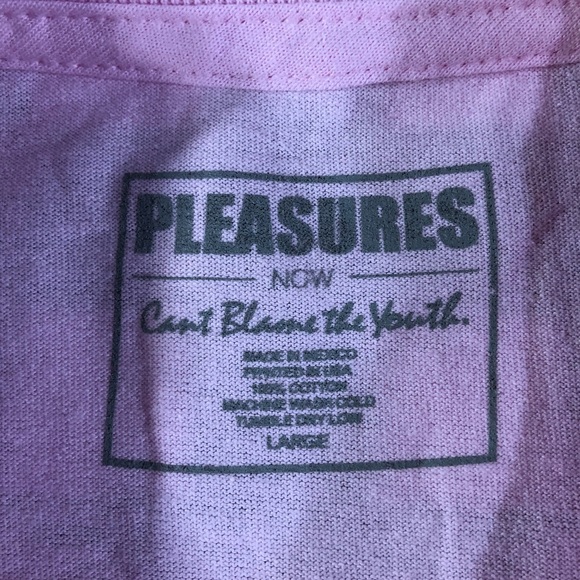 PLEASURES
NOW
Cant Blame the Youth.
MADE IN MEXICO
PRINTED IN USA
100% COTTON
MACHINE WASH COLD
TUMBLE DRY LOW
LARGE